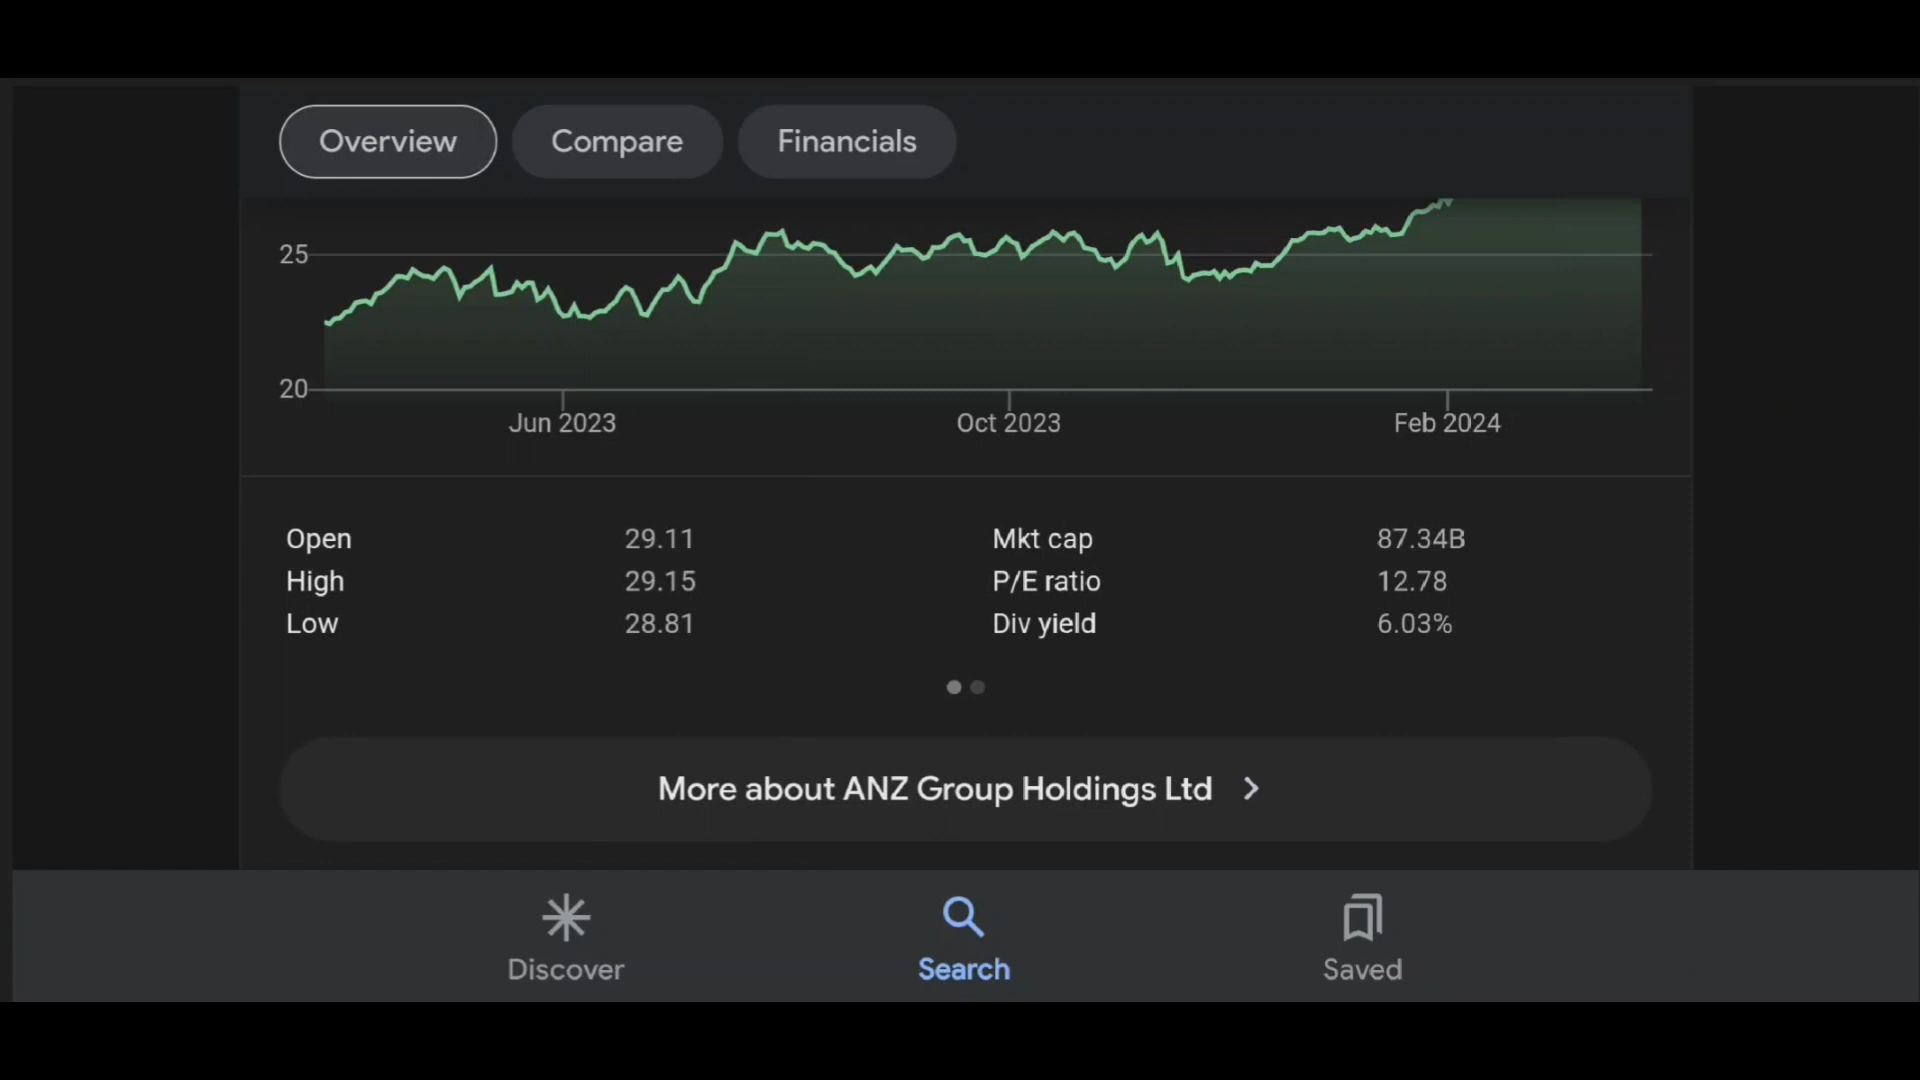 Overview Compare Financials
25
20
Jun 2023 Oct 2023 Feb 2024
Open 29.11 Mkt cap 87.34B
High 29.15 P/E ratio 12.78
Low 28.81 Div yield 6.03%
More about ANZ Group Holdings Ltd
Discover Search Saved